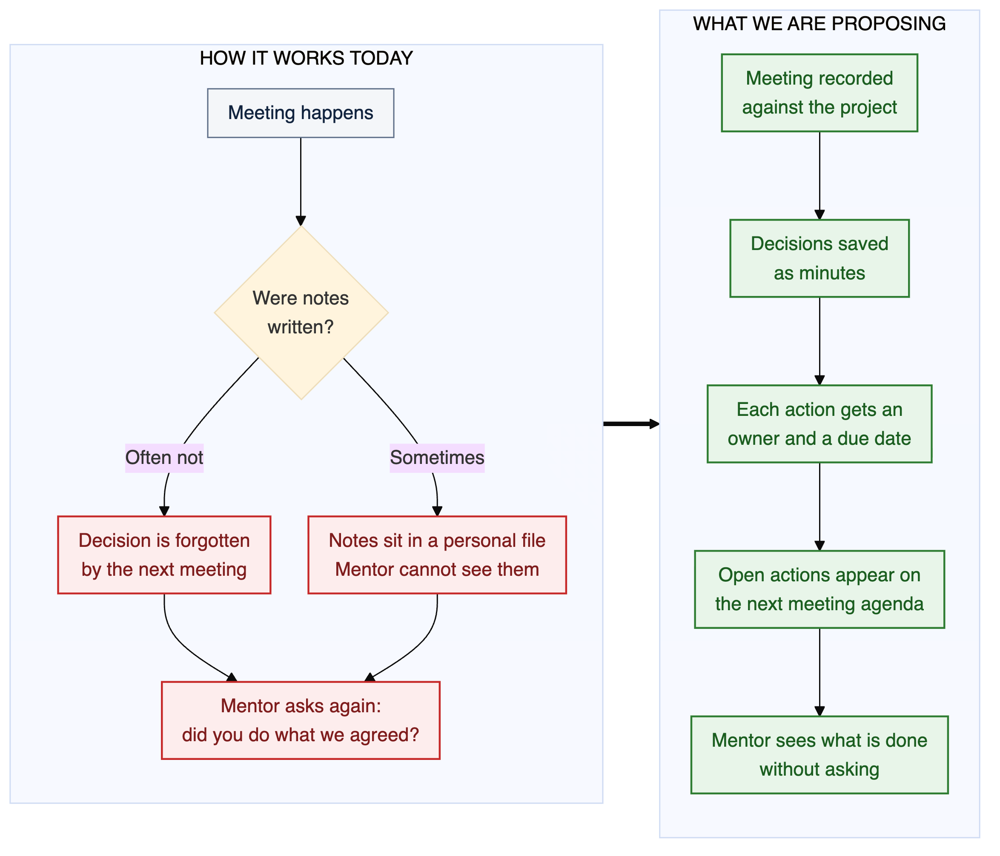 HOW IT WORKS TODAY
Meeting happens
Were notes
written?
Often not
Sometimes
Decision is forgotten
by the next meeting
Notes sit in a personal file
Mentor cannot see them
Mentor asks again:
did you do what we agreed?
WHAT WE ARE PROPOSING
Meeting recorded
against the project
Decisions saved
as minutes
Each action gets an
owner and a due date
Open actions appear on
the next meeting agenda
Mentor sees what is done
without asking